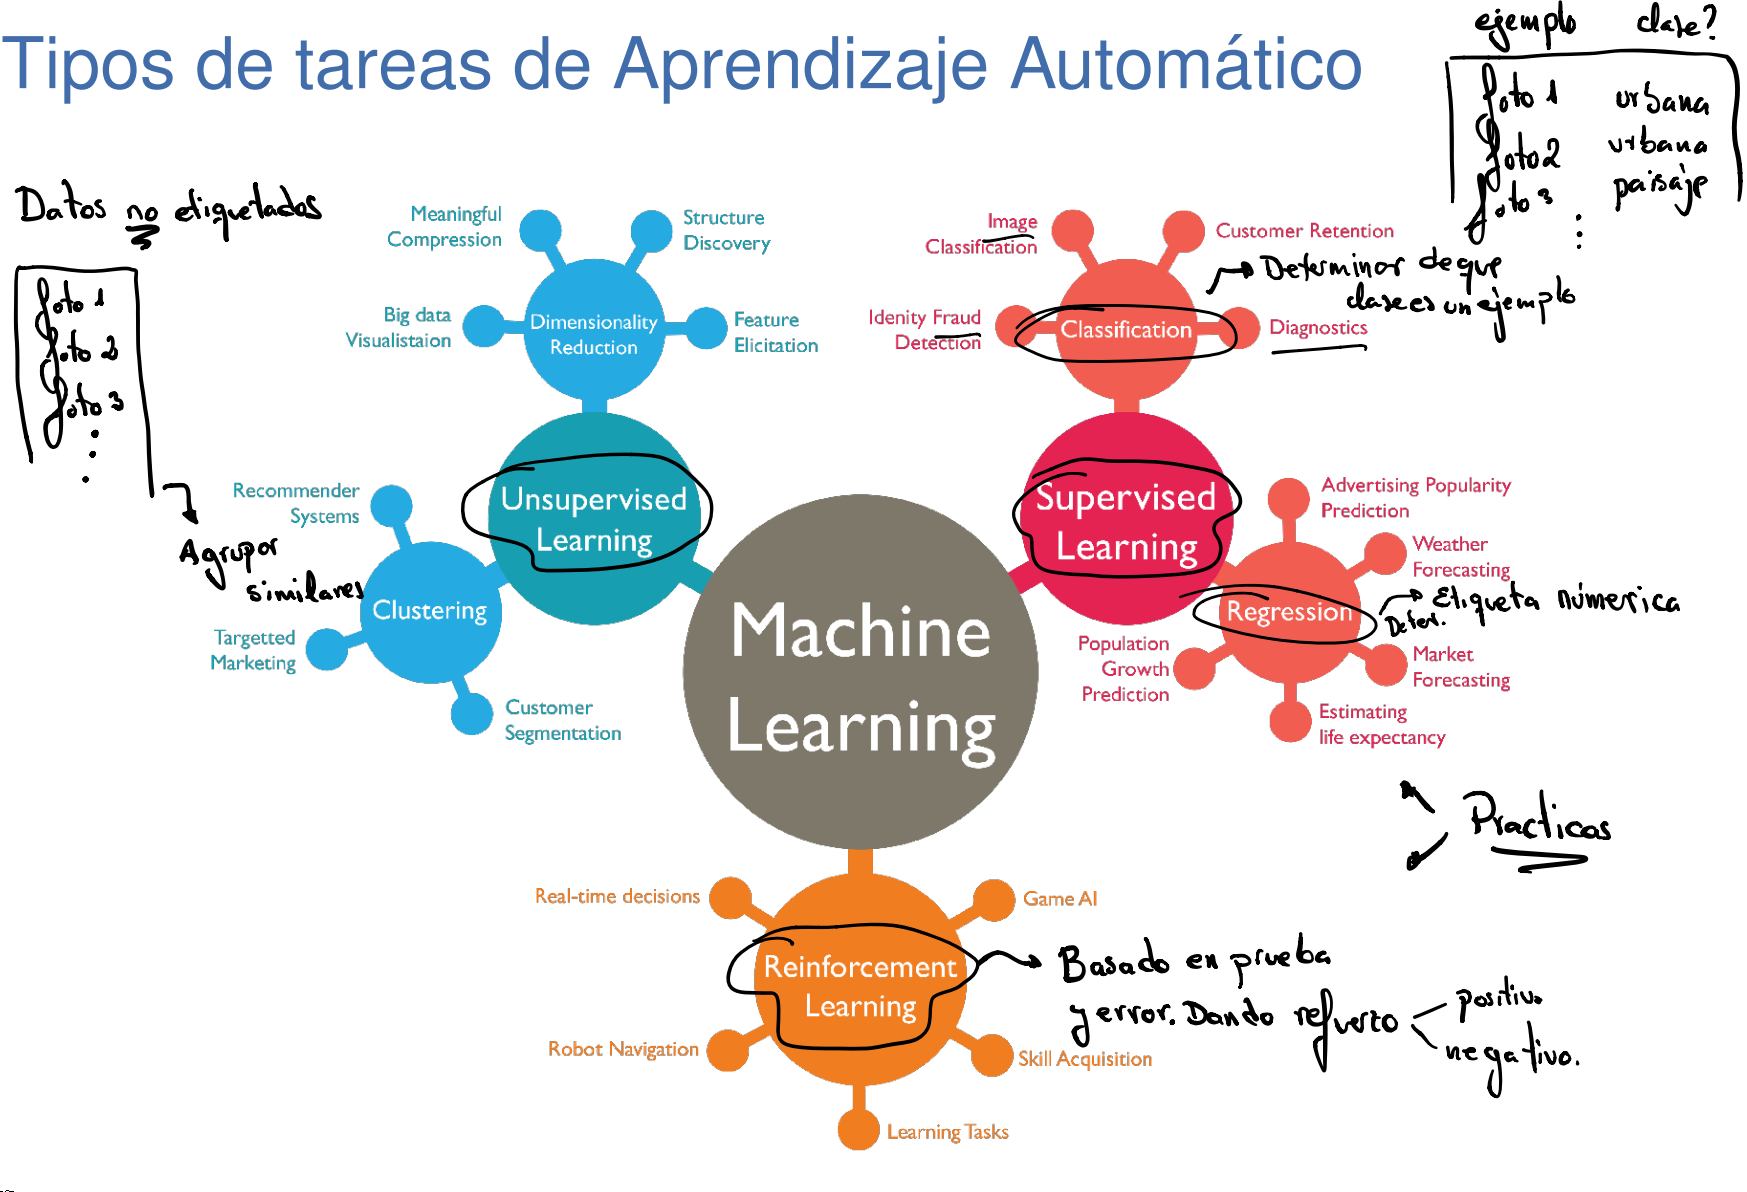 Tipos de tareas de Aprendizaje Automático
ejemplo clase?
foto 1 urbana
foto 2 urbana
foto 3 paisaje
Datos no etiquetados
foto 1
foto 2
foto 3
Agrupar
similares
Meaningful
Compression
Structure
Discovery
Big data
Visualistaion
Dimensionality
Reduction
Feature
Elicitation
Image
Classification
Customer Retention
Determinar de que
clase es un ejemplo
Idenity Fraud
Detection
Classification
Diagnostics
Unsupervised
Learning
Supervised
Learning
Recommender
Systems
Clustering
Targetted
Marketing
Customer
Segmentation
Machine
Learning
Advertising Popularity
Prediction
Weather
Forecasting
Regression
Deter. Etiqueta númerica
Population
Growth
Prediction
Market
Forecasting
Estimating
life expectancy
Practicas
Real-time decisions
Game AI
Reinforcement
Learning
Basado en prueba
y error. Dando refuerzo
positivo
negativo.
Robot Navigation
Skill Acquisition
Learning Tasks